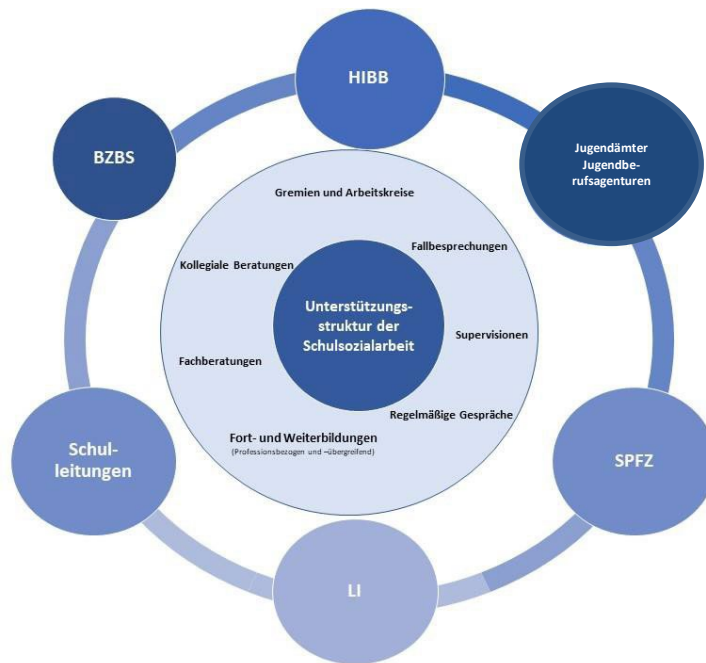 HIBB
BZBS
Jugendämter
Jugendbe-
rufsagenturen
Gremien und Arbeitskreise
Fallbesprechungen
Kollegiale Beratungen
Unterstützungs-
struktur der
Schulsozialarbeit
Supervisionen
Fachberatungen
Regelmäßige Gespräche
Fort- und Weiterbildungen
(Professionsbezogen und –übergreifend)
Schul-
leitungen
SPFZ
LI